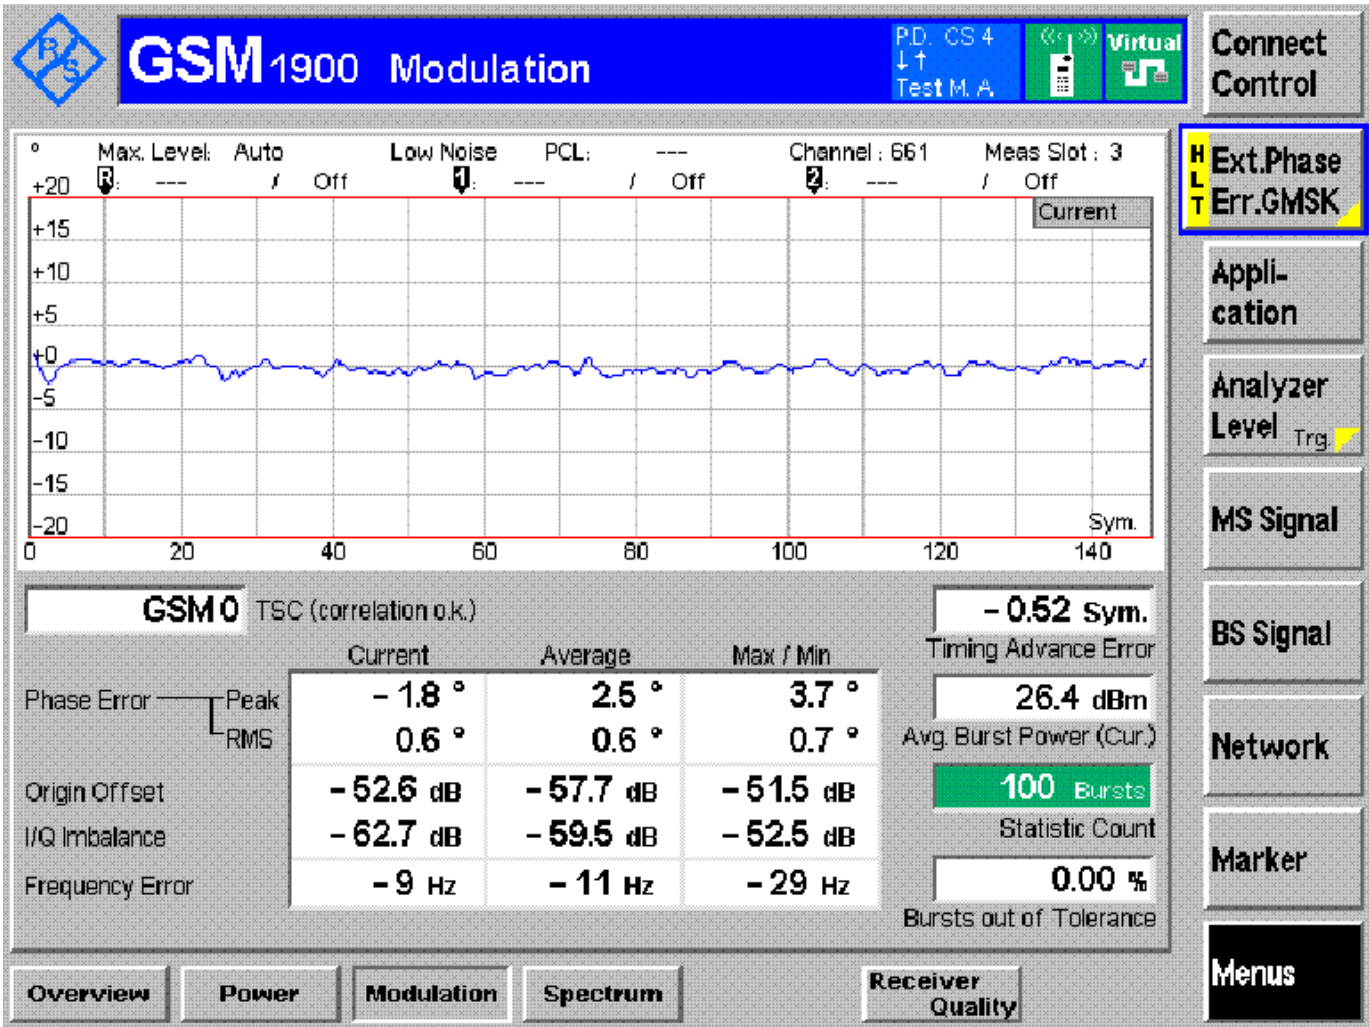 R/S
GSM 1900 Modulation
P.D. CS 4
↓↑
Test M. A.
Virtual
Connect
Control
° Max. Level: Auto Low Noise PCL: --- Channel : 661 Meas Slot : 3
+20 R: --- / Off 1: --- / Off 2: --- / Off
Current
+15
+10
+5
+0
-5
-10
-15
-20
Sym.
0 20 40 60 80 100 120 140
GSM 0 TSC (correlation o.k.)
- 0.52 Sym.
Timing Advance Error
Current Average Max / Min
Phase Error Peak - 1.8 ° 2.5 ° 3.7 °
26.4 dBm
RMS 0.6 ° 0.6 ° 0.7 °
Avg. Burst Power (Cur.)
Origin Offset - 52.6 dB - 57.7 dB - 51.5 dB
100 Bursts
Statistic Count
I/Q Imbalance - 62.7 dB - 59.5 dB - 52.5 dB
Frequency Error - 9 Hz - 11 Hz - 29 Hz
0.00 %
Bursts out of Tolerance
HLT
Ext.Phase
Err.GMSK
Appli-
cation
Analyzer
Level Trg.
MS Signal
BS Signal
Network
Marker
Menus
Overview Power Modulation Spectrum Receiver
Quality